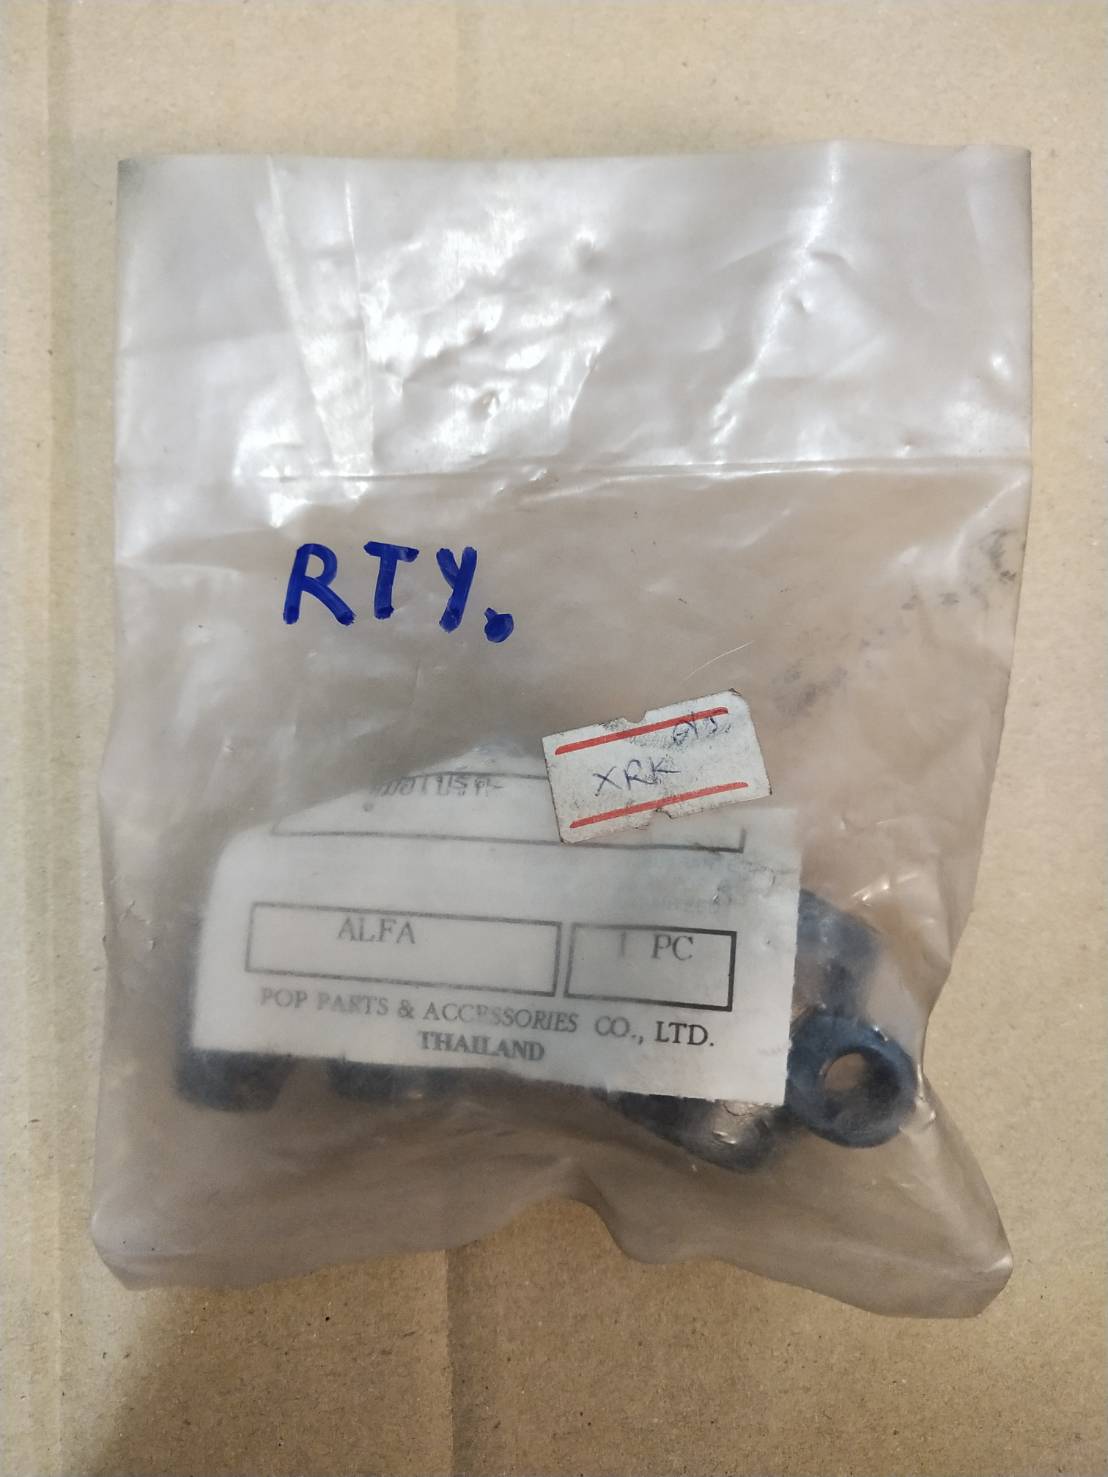 RTY.
XRK
ALFA
1 PC
POP PARTS & ACCESSORIES CO., LTD.
THAILAND